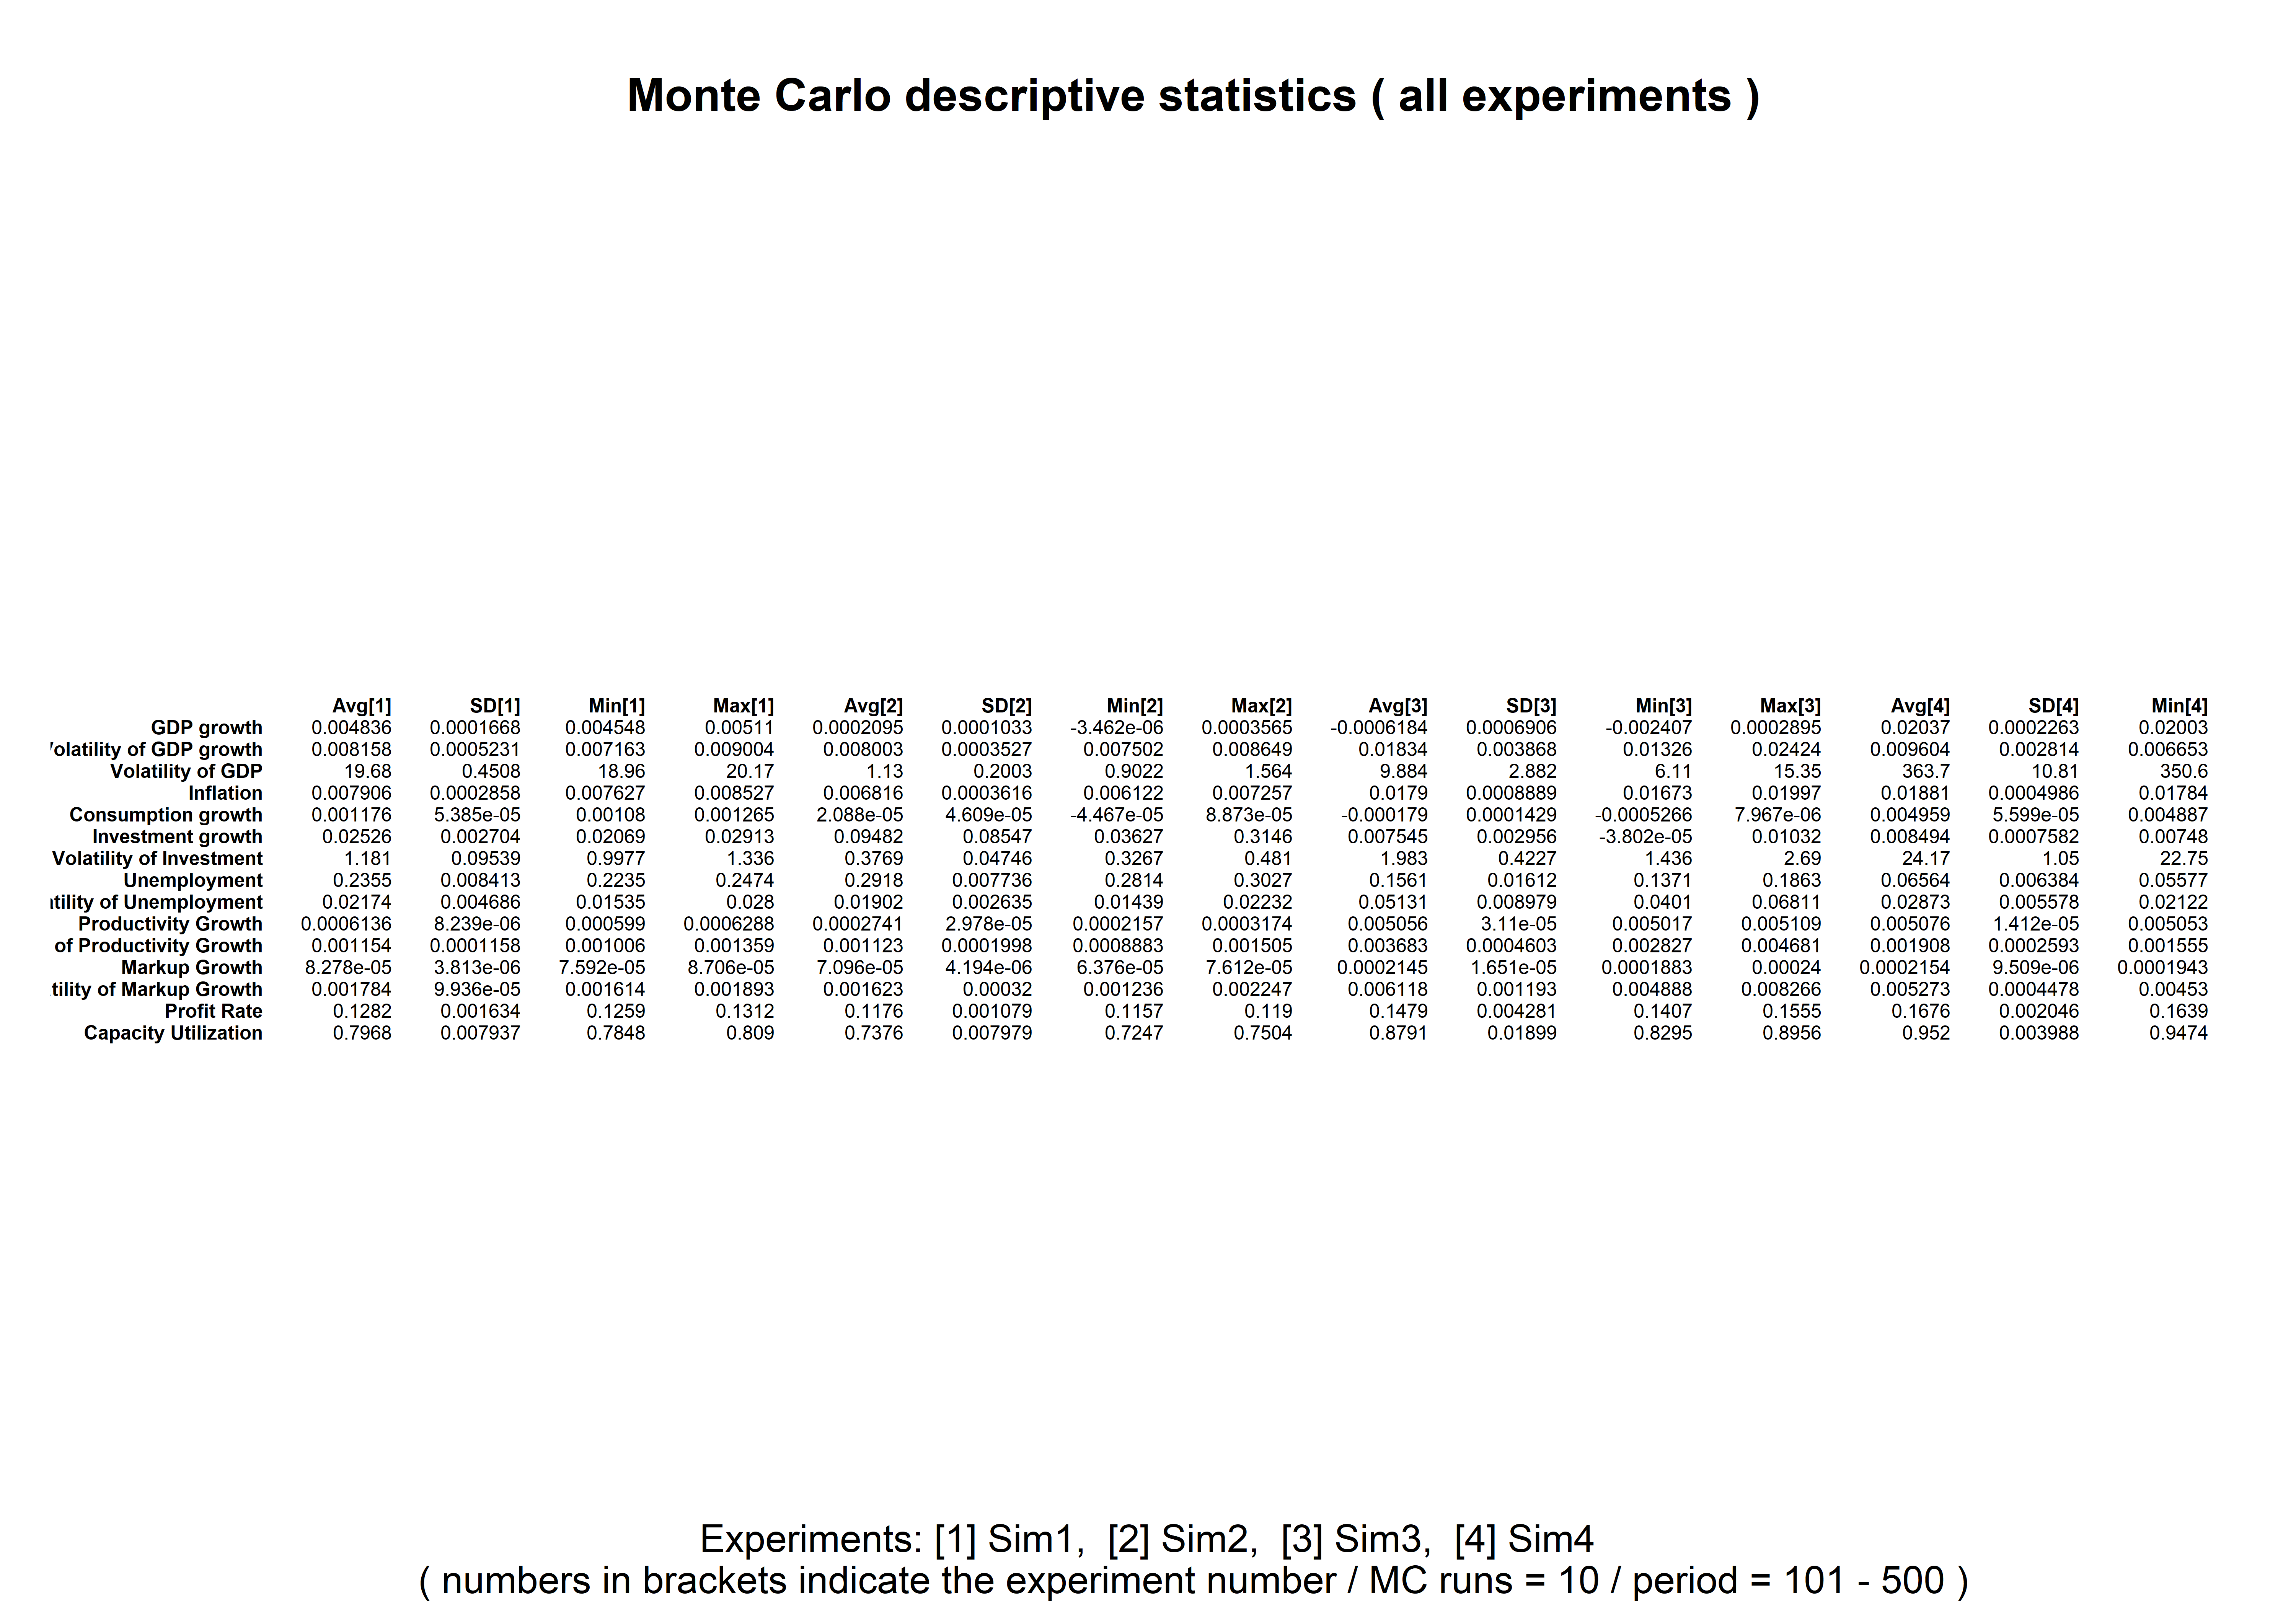 Monte Carlo descriptive statistics ( all experiments )
Avg[1] SD[1] Min[1] Max[1] Avg[2] SD[2] Min[2] Max[2] Avg[3] SD[3] Min[3] Max[3] Avg[4] SD[4] Min[4]
GDP growth 0.004836 0.0001668 0.004548 0.00511 0.0002095 0.0001033 -3.462e-06 0.0003565 -0.0006184 0.0006906 -0.002407 0.0002895 0.02037 0.0002263 0.02003
olatility of GDP growth 0.008158 0.0005231 0.007163 0.009004 0.008003 0.0003527 0.007502 0.008649 0.01834 0.003868 0.01326 0.02424 0.009604 0.002814 0.006653
Volatility of GDP 19.68 0.4508 18.96 20.17 1.13 0.2003 0.9022 1.564 9.884 2.882 6.11 15.35 363.7 10.81 350.6
Inflation 0.007906 0.0002858 0.007627 0.008527 0.006816 0.0003616 0.006122 0.007257 0.0179 0.0008889 0.01673 0.01997 0.01881 0.0004986 0.01784
Consumption growth 0.001176 5.385e-05 0.00108 0.001265 2.088e-05 4.609e-05 -4.467e-05 8.873e-05 -0.000179 0.0001429 -0.0005266 7.967e-06 0.004959 5.599e-05 0.004887
Investment growth 0.02526 0.002704 0.02069 0.02913 0.09482 0.08547 0.03627 0.3146 0.007545 0.002956 -3.802e-05 0.01032 0.008494 0.0007582 0.00748
Volatility of Investment 1.181 0.09539 0.9977 1.336 0.3769 0.04746 0.3267 0.481 1.983 0.4227 1.436 2.69 24.17 1.05 22.75
Unemployment 0.2355 0.008413 0.2235 0.2474 0.2918 0.007736 0.2814 0.3027 0.1561 0.01612 0.1371 0.1863 0.06564 0.006384 0.05577
tility of Unemployment 0.02174 0.004686 0.01535 0.028 0.01902 0.002635 0.01439 0.02232 0.05131 0.008979 0.0401 0.06811 0.02873 0.005578 0.02122
Productivity Growth 0.0006136 8.239e-06 0.000599 0.0006288 0.0002741 2.978e-05 0.0002157 0.0003174 0.005056 3.11e-05 0.005017 0.005109 0.005076 1.412e-05 0.005053
of Productivity Growth 0.001154 0.0001158 0.001006 0.001359 0.001123 0.0001998 0.0008883 0.001505 0.003683 0.0004603 0.002827 0.004681 0.001908 0.0002593 0.001555
Markup Growth 8.278e-05 3.813e-06 7.592e-05 8.706e-05 7.096e-05 4.194e-06 6.376e-05 7.612e-05 0.0002145 1.651e-05 0.0001883 0.00024 0.0002154 9.509e-06 0.0001943
tility of Markup Growth 0.001784 9.936e-05 0.001614 0.001893 0.001623 0.00032 0.001236 0.002247 0.006118 0.001193 0.004888 0.008266 0.005273 0.0004478 0.00453
Profit Rate 0.1282 0.001634 0.1259 0.1312 0.1176 0.001079 0.1157 0.119 0.1479 0.004281 0.1407 0.1555 0.1676 0.002046 0.1639
Capacity Utilization 0.7968 0.007937 0.7848 0.809 0.7376 0.007979 0.7247 0.7504 0.8791 0.01899 0.8295 0.8956 0.952 0.003988 0.9474
Experiments: [1] Sim1, [2] Sim2, [3] Sim3, [4] Sim4
( numbers in brackets indicate the experiment number / MC runs = 10 / period = 101 - 500 )